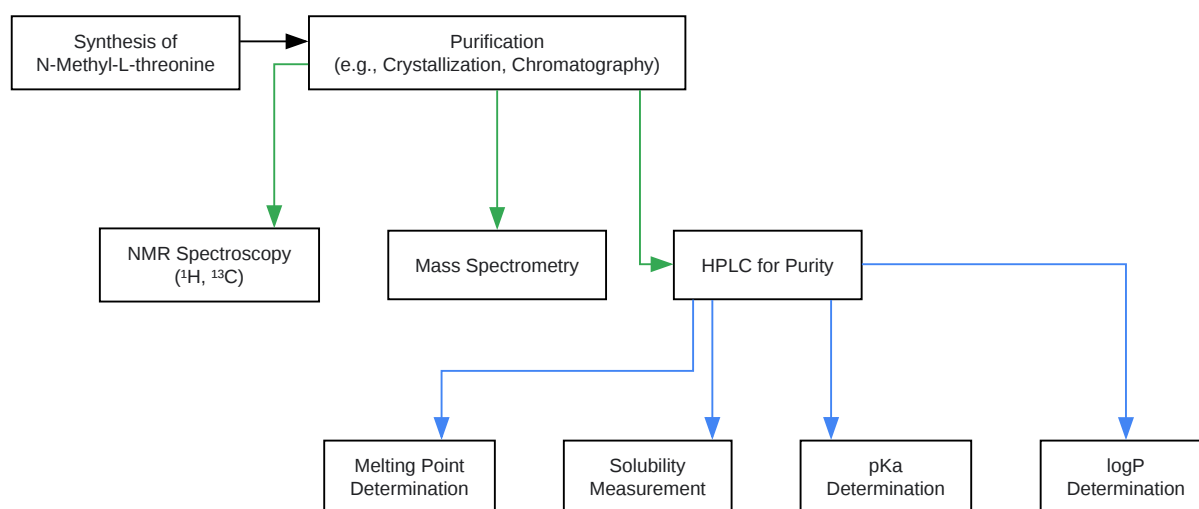 Synthesis of
N-Methyl-L-threonine
Purification
(e.g., Crystallization, Chromatography)
NMR Spectroscopy
(¹H, ¹³C)
Mass Spectrometry
HPLC for Purity
Melting Point
Determination
Solubility
Measurement
pKa
Determination
logP
Determination